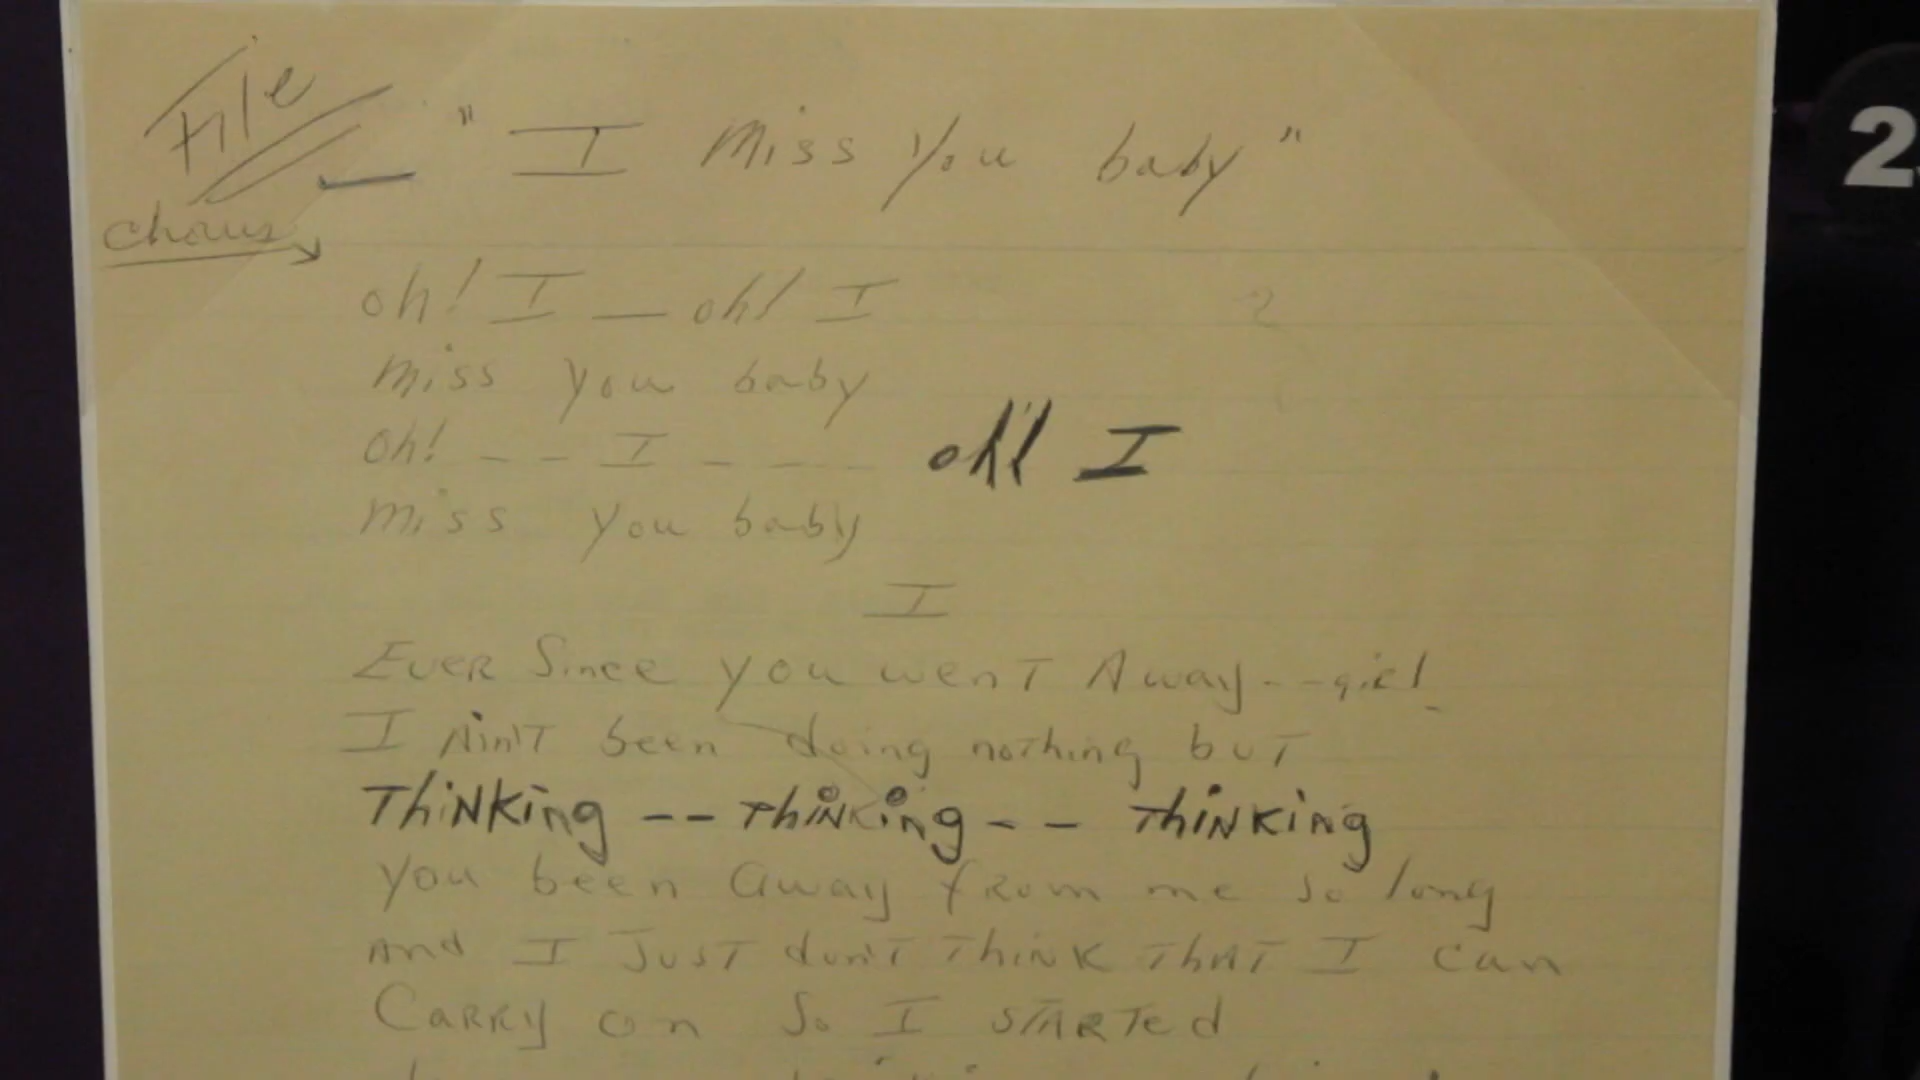 File
— "I miss you baby"
chorus
oh! I — oh! I
miss you baby
oh! -- I --- oh! I
miss you baby
I
Ever Since you went Away--girl
I Ain't been doing nothing but
Thinking -- Thinking -- Thinking
you been away from me so long
And I Just don't Think ThAT I can
CARRy on So I STARTed
2